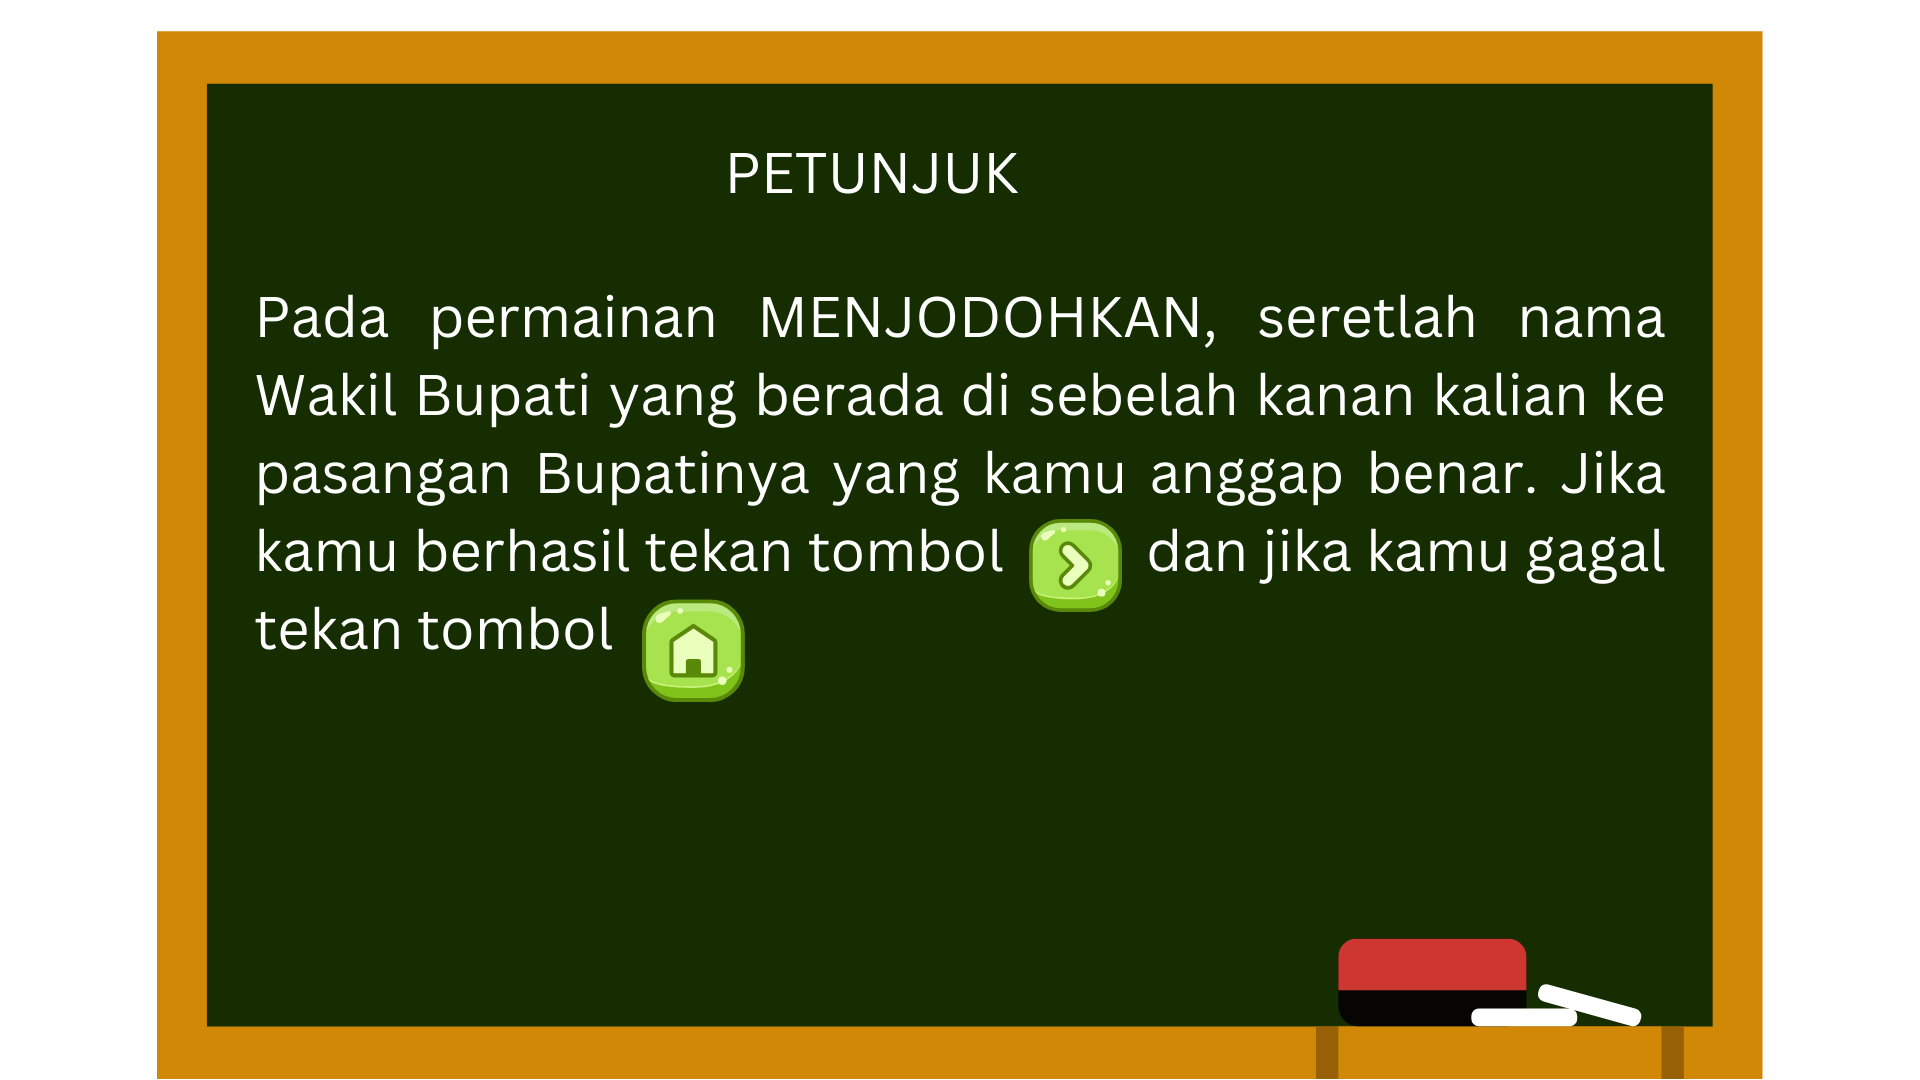 PETUNJUK
Pada permainan MENJODOHKAN, seretlah nama
Wakil Bupati yang berada di sebelah kanan kalian ke
pasangan Bupatinya yang kamu anggap benar. Jika
kamu berhasil tekan tombol dan jika kamu gagal
tekan tombol